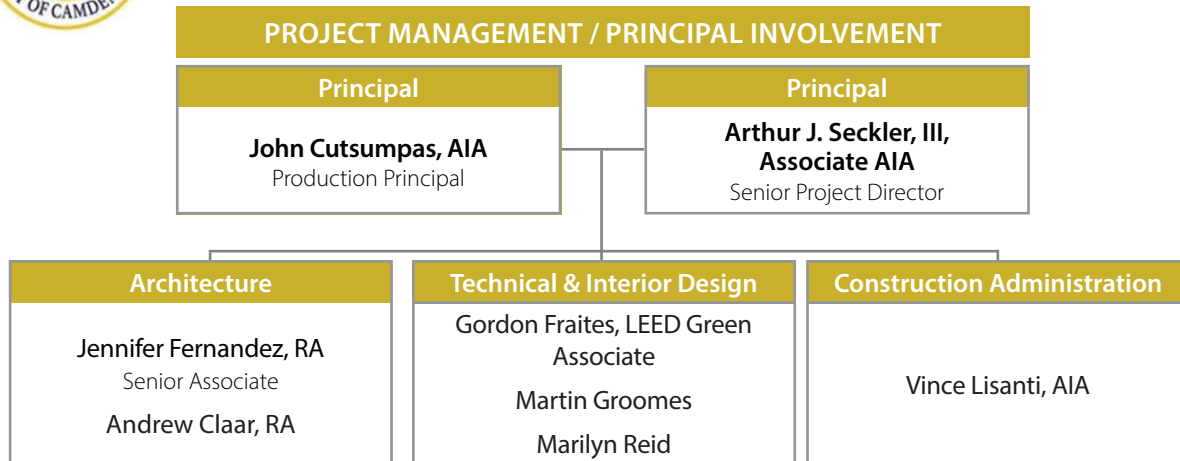 OF CAMDEN
PROJECT MANAGEMENT / PRINCIPAL INVOLVEMENT
Principal
John Cutsumpas, AIA
Production Principal
Principal
Arthur J. Seckler, III,
Associate AIA
Senior Project Director
Architecture
Jennifer Fernandez, RA
Senior Associate
Andrew Claar, RA
Technical & Interior Design
Gordon Fraites, LEED Green
Associate
Martin Groomes
Marilyn Reid
Construction Administration
Vince Lisanti, AIA